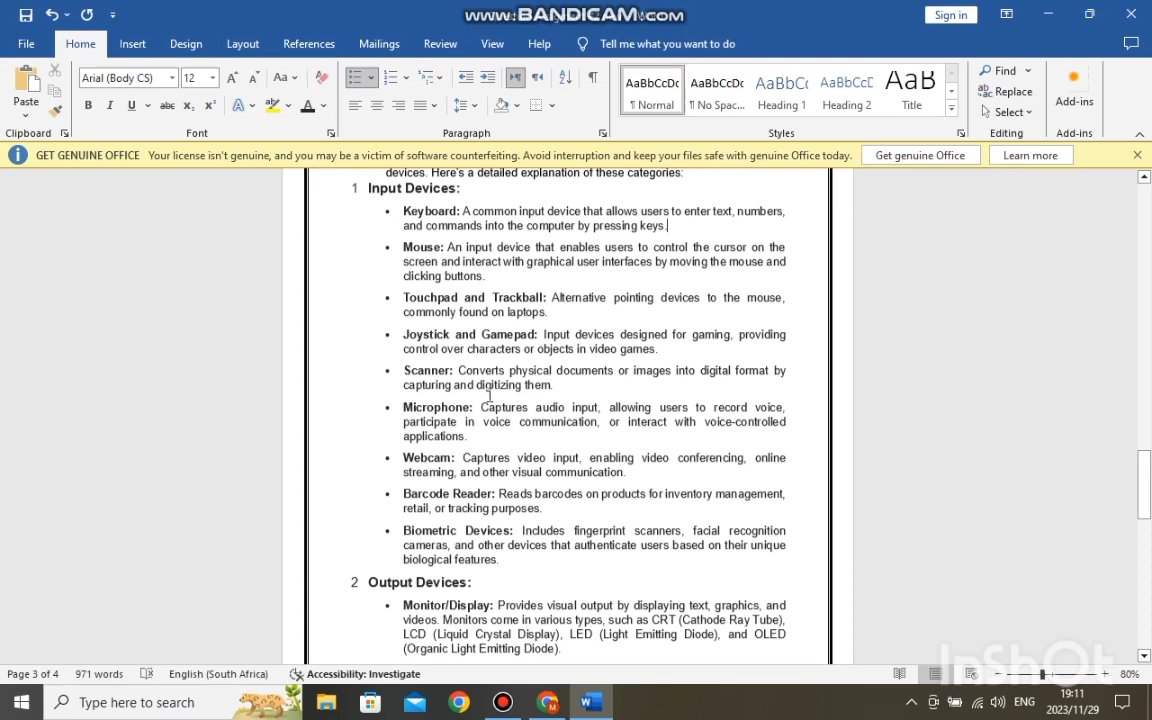 www.BANDICAM.com
Sign in
File Home Insert Design Layout References Mailings Review View Help Tell me what you want to do
Paste
Arial (Body CS) 12
Aa
B I U abc x₂ x² A A
AaBbCcDc AaBbCcDc AaBbCc AaBbCcD AaB
¶ Normal ¶ No Spac... Heading 1 Heading 2 Title
Find
Replace
Select
Add-ins
Clipboard Font Paragraph Styles Editing Add-ins
GET GENUINE OFFICE Your license isn't genuine, and you may be a victim of software counterfeiting. Avoid interruption and keep your files safe with genuine Office today. Get genuine Office Learn more
devices. Here's a detailed explanation of these categories:
1 Input Devices:
• Keyboard: A common input device that allows users to enter text, numbers,
and commands into the computer by pressing keys.
• Mouse: An input device that enables users to control the cursor on the
screen and interact with graphical user interfaces by moving the mouse and
clicking buttons.
• Touchpad and Trackball: Alternative pointing devices to the mouse,
commonly found on laptops.
• Joystick and Gamepad: Input devices designed for gaming, providing
control over characters or objects in video games.
• Scanner: Converts physical documents or images into digital format by
capturing and digitizing them.
• Microphone: Captures audio input, allowing users to record voice,
participate in voice communication, or interact with voice-controlled
applications.
• Webcam: Captures video input, enabling video conferencing, online
streaming, and other visual communication.
• Barcode Reader: Reads barcodes on products for inventory management,
retail, or tracking purposes.
• Biometric Devices: Includes fingerprint scanners, facial recognition
cameras, and other devices that authenticate users based on their unique
biological features.
2 Output Devices:
• Monitor/Display: Provides visual output by displaying text, graphics, and
videos. Monitors come in various types, such as CRT (Cathode Ray Tube),
LCD (Liquid Crystal Display), LED (Light Emitting Diode), and OLED
(Organic Light Emitting Diode).
InShOt
Page 3 of 4 971 words English (South Africa) Accessibility: Investigate 80%
Type here to search
ENG
19:11
2023/11/29